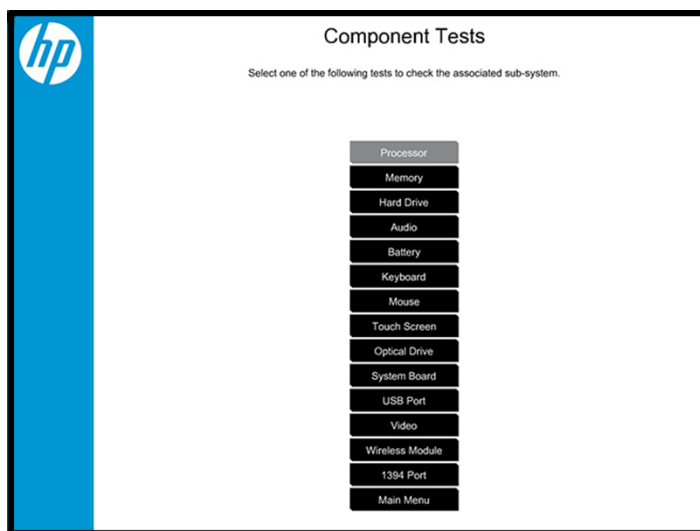 hp
Component Tests
Select one of the following tests to check the associated sub-system.
Processor
Memory
Hard Drive
Audio
Battery
Keyboard
Mouse
Touch Screen
Optical Drive
System Board
USB Port
Video
Wireless Module
1394 Port
Main Menu